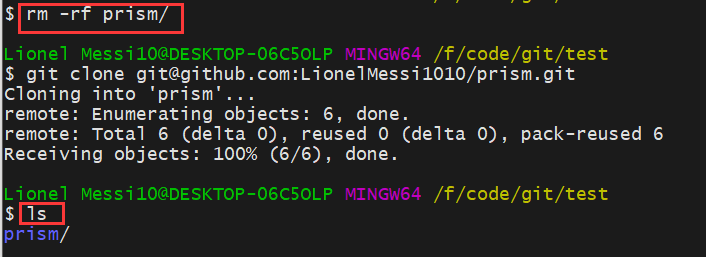 $ rm -rf prism/
Lionel Messi10@DESKTOP-O6C5OLP MINGW64 /f/code/git/test
$ git clone git@github.com:LionelMessi1010/prism.git
Cloning into 'prism'...
remote: Enumerating objects: 6, done.
remote: Total 6 (delta 0), reused 0 (delta 0), pack-reused 6
Receiving objects: 100% (6/6), done.
Lionel Messi10@DESKTOP-O6C5OLP MINGW64 /f/code/git/test
$ ls
prism/